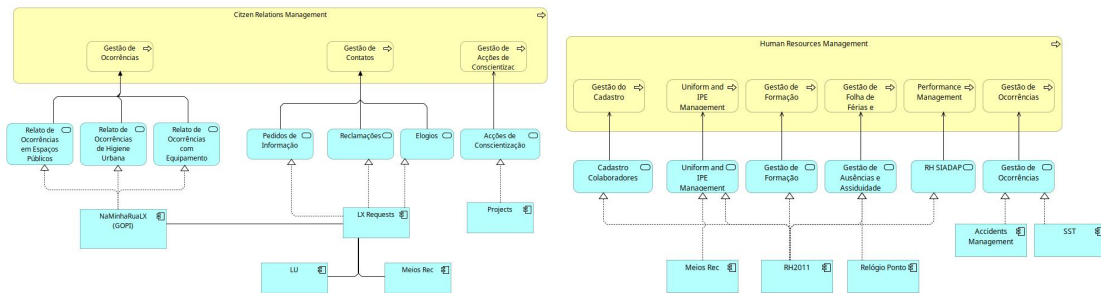 Citzen Relations Management
Gestão de
Ocorrências
Gestão de
Contatos
Gestão de
Acções de
Conscientizac
Relato de
Ocorrências
em Espaços
Públicos
Relato de
Ocorrências
de Higiene
Urbana
Relato de
Ocorrências
com
Equipamento
Pedidos de
Informação
Reclamações
Elogios
Acções de
Conscientização
NaMinhaRuaLX
(GOPI)
LX Requests
Projects
LU
Meios Rec
Human Resources Management
Gestão do
Cadastro
Uniform and
IPE
Management
Gestão de
Formação
Gestão de
Folha de
Férias e
Performance
Management
Gestão de
Ocorrências
Cadastro
Colaboradores
Uniform and
IPE
Management
Gestão de
Formação
Gestão de
Ausências e
Assiduidade
RH SIADAP
Gestão de
Ocorrências
Accidents
Management
SST
Meios Rec
RH2011
Relógio Ponto